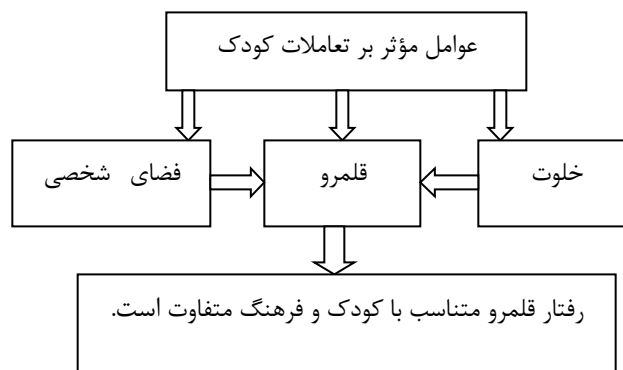 عوامل مؤثر بر تعاملات کودک
خلوت
قلمرو
فضای شخصی
رفتار قلمرو متناسب با کودک و فرهنگ متفاوت است.